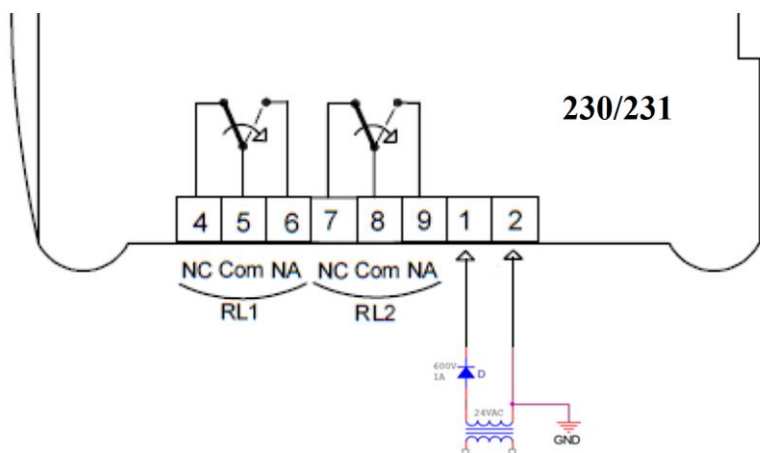 230/231
4 5 6 7 8 9 1 2
NC Com NA NC Com NA
RL1 RL2
600V
1A
D
24VAC
GND